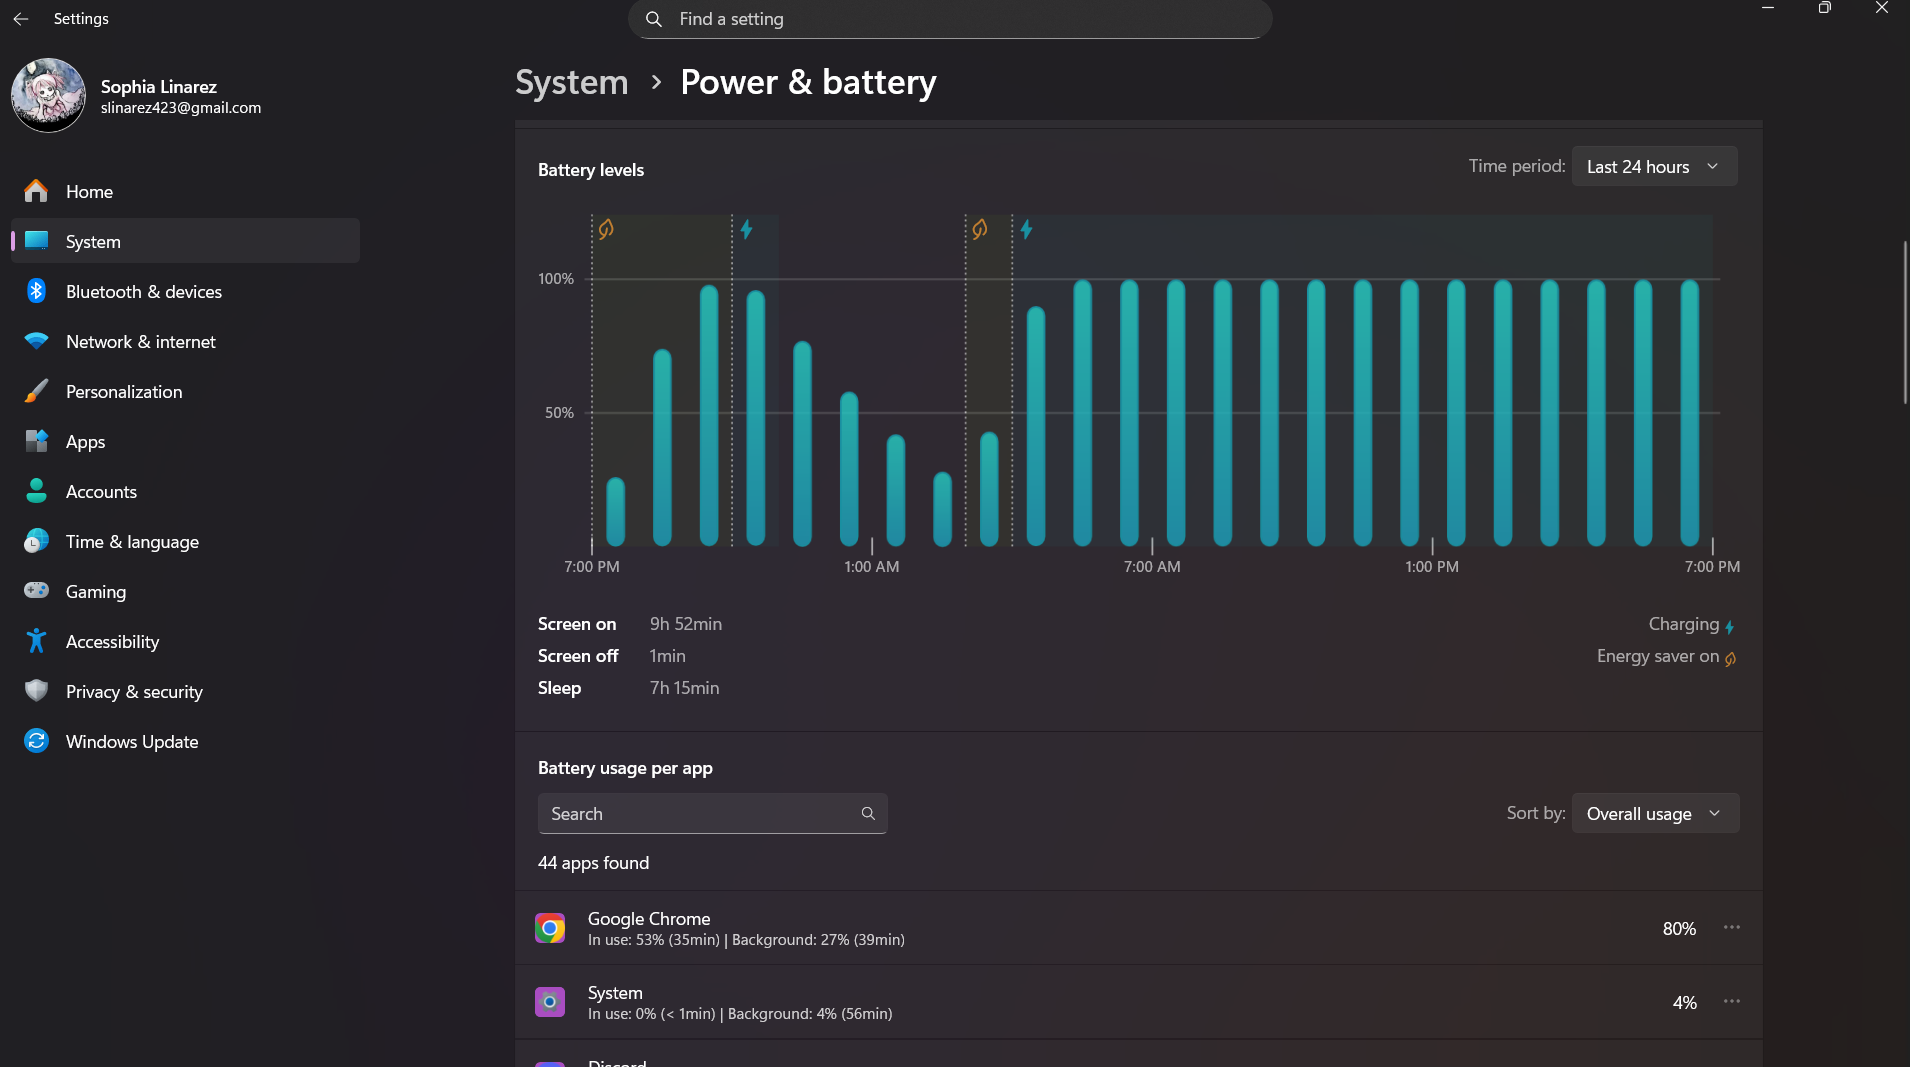 Settings
Find a setting
Sophia Linarez
slinarez423@gmail.com
Home
System
Bluetooth & devices
Network & internet
Personalization
Apps
Accounts
Time & language
Gaming
Accessibility
Privacy & security
Windows Update
System > Power & battery
Battery levels
Time period: Last 24 hours
100%
50%
7:00 PM 1:00 AM 7:00 AM 1:00 PM 7:00 PM
Screen on 9h 52min
Screen off 1min
Sleep 7h 15min
Charging
Energy saver on
Battery usage per app
Search
Sort by: Overall usage
44 apps found
Google Chrome
In use: 53% (35min) | Background: 27% (39min)
80%
System
In use: 0% (< 1min) | Background: 4% (56min)
4%
Discord